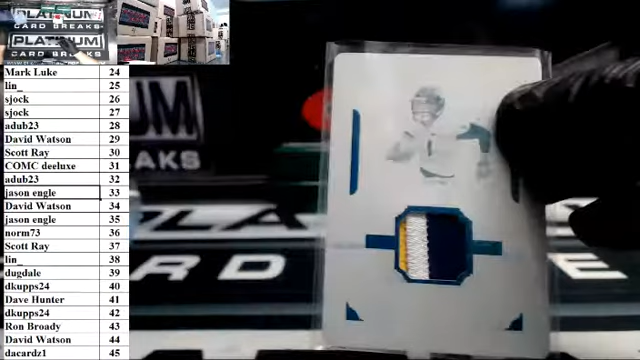 PLATINUM
CARD BREAKS
PLATINUM
CARD BREAKS
Mark Luke 24
lin_ 25
sjock 26
sjock 27
adub23 28
David Watson 29
Scott Ray 30
COMC deeluxe 31
adub23 32
jason engle 33
David Watson 34
jason engle 35
norm73 36
Scott Ray 37
lin_ 38
dugdale 39
dkupps24 40
Dave Hunter 41
dkupps24 42
Ron Broady 43
David Watson 44
dacardz1 45
UM
AKS